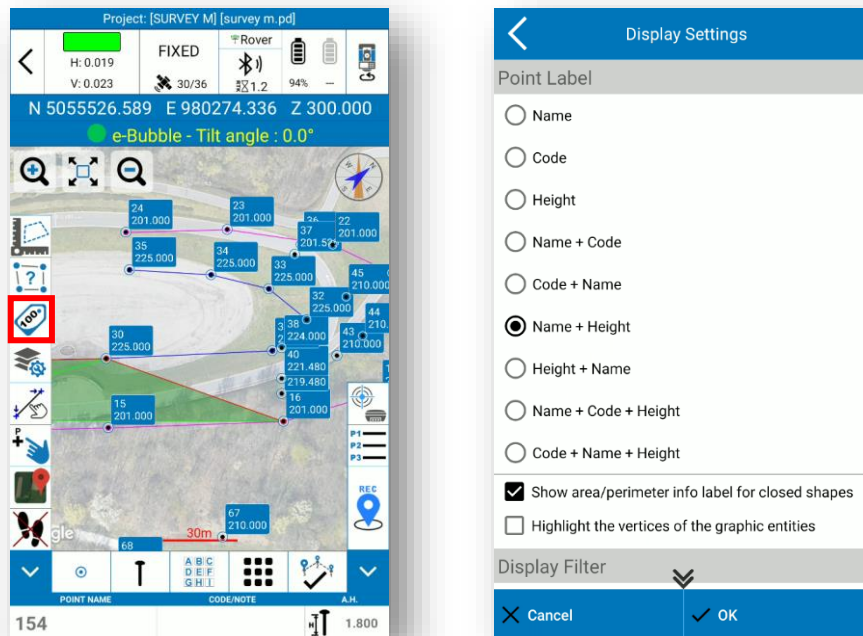 Project: [SURVEY M] [survey m.pd]
H: 0.019
V: 0.023
FIXED
30/36
Rover
1.2
94%
--
N 5055526.589 E 980274.336 Z 300.000
e-Bubble - Tilt angle : 0.0°
24
201.000
23
201.000
26
22
201.000
37
35
225.000
34
225.000
33
225.000
45
210.000
32
225.000
44
38
224.000
43
210.000
30
225.000
40
221.480
219.480
16
201.000
15
201.000
67
210.000
68
30m
100
?
P
P1
P2
P3
REC
A B C
D E F
G H I
POINT NAME CODE/NOTE A.H.
154 1.800
Display Settings
Point Label
Name
Code
Height
Name + Code
Code + Name
Name + Height
Height + Name
Name + Code + Height
Code + Name + Height
Show area/perimeter info label for closed shapes
Highlight the vertices of the graphic entities
Display Filter
Cancel
OK